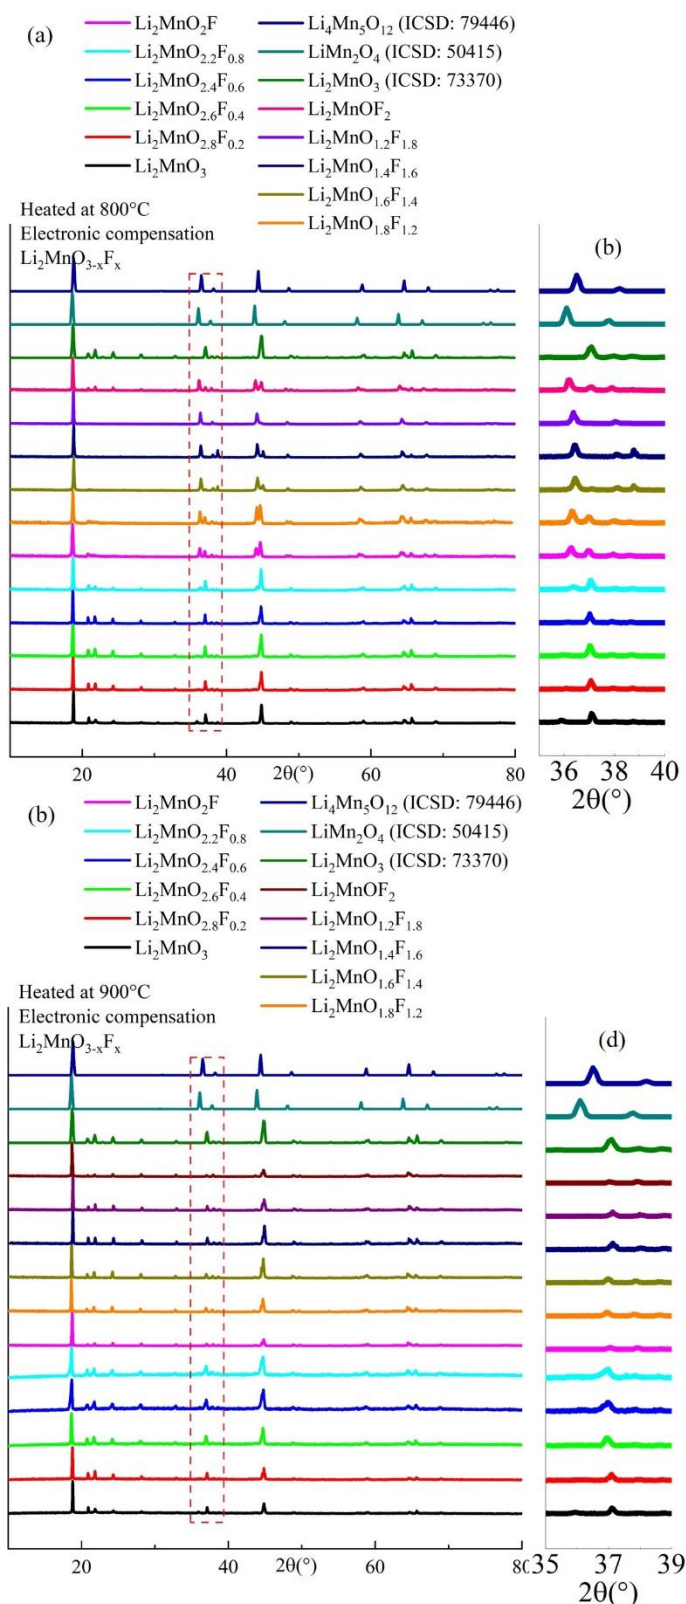 (a)
Li₂MnO₂F
Li₂MnO₂.₂F₀.₈
Li₂MnO₂.₄F₀.₆
Li₂MnO₂.₆F₀.₄
Li₂MnO₂.₈F₀.₂
Li₂MnO₃
Li₄Mn₅O₁₂ (ICSD: 79446)
LiMn₂O₄ (ICSD: 50415)
Li₂MnO₃ (ICSD: 73370)
Li₂MnOF₂
Li₂MnO₁.₂F₁.₈
Li₂MnO₁.₄F₁.₆
Li₂MnO₁.₆F₁.₄
Li₂MnO₁.₈F₁.₂
Heated at 800°C
Electronic compensation
Li₂MnO₃₋ₓFₓ
(b)
20 40 2θ(°) 60 80
36 38 40
2θ(°)
(b)
Li₂MnO₂F
Li₂MnO₂.₂F₀.₈
Li₂MnO₂.₄F₀.₆
Li₂MnO₂.₆F₀.₄
Li₂MnO₂.₈F₀.₂
Li₂MnO₃
Li₄Mn₅O₁₂ (ICSD: 79446)
LiMn₂O₄ (ICSD: 50415)
Li₂MnO₃ (ICSD: 73370)
Li₂MnOF₂
Li₂MnO₁.₂F₁.₈
Li₂MnO₁.₄F₁.₆
Li₂MnO₁.₆F₁.₄
Li₂MnO₁.₈F₁.₂
Heated at 900°C
Electronic compensation
Li₂MnO₃₋ₓFₓ
(d)
20 40 2θ(°) 60 80
35 37 39
2θ(°)